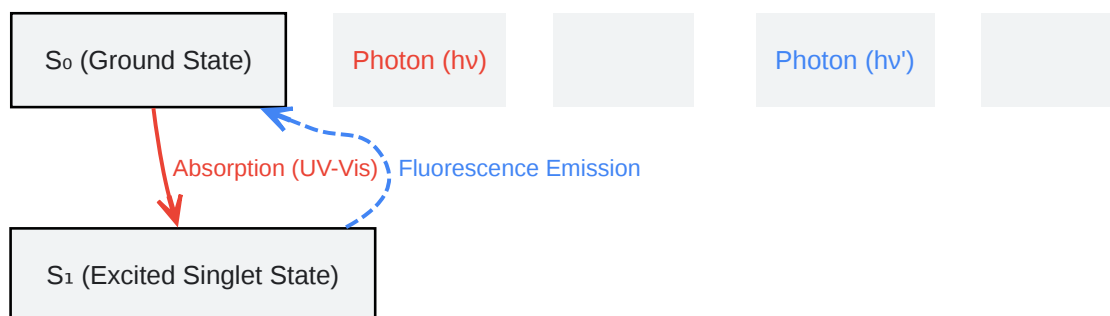 S₀ (Ground State)
Photon (hν)
Photon (hν')
Absorption (UV-Vis)
Fluorescence Emission
S₁ (Excited Singlet State)